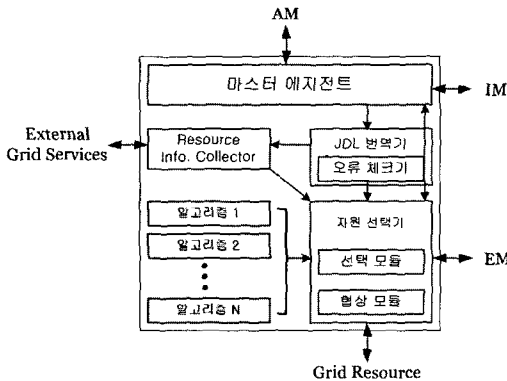 AM
마스터 에지전트
IM
External
Grid Services
Resource
Info. Collector
JDL 번역기
오류 체크기
알고리즘 1
알고리즘 2
알고리즘 N
자원 선택기
선택 모듈
협상 모듈
EM
Grid Resource